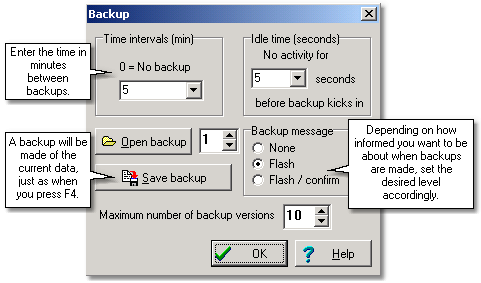 Backup
Time intervals (min)
0 = No backup
5
Idle time (seconds)
No activity for
5 seconds
before backup kicks in
Enter the time in
minutes
between
backups.
Open backup
1
Save backup
Backup message
None
Flash
Flash / confirm
A backup will be
made of the
current data,
just as when
you press F4.
Depending on how
informed you want to
be about when backups
are made, set the
desired level
accordingly.
Maximum number of backup versions 10
OK
? Help